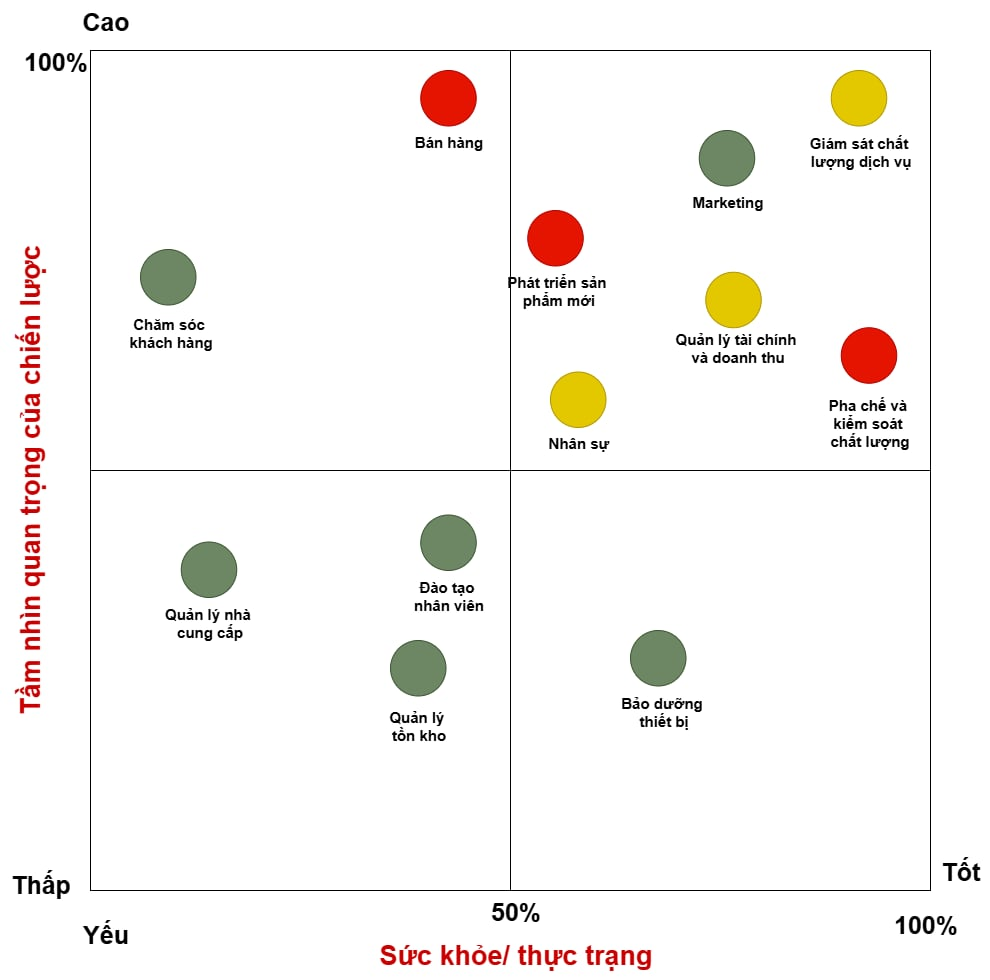 Cao
100%
Bán hàng
Giám sát chất
lượng dịch vụ
Marketing
Phát triển sản
phẩm mới
Chăm sóc
khách hàng
Quản lý tài chính
và doanh thu
Pha chế và
kiểm soát
chất lượng
Nhân sự
Tầm nhìn quan trọng của chiến lược
Đào tạo
nhân viên
Quản lý nhà
cung cấp
Quản lý
tồn kho
Bảo dưỡng
thiết bị
Thấp
Tốt
Yếu
50%
100%
Sức khỏe/ thực trạng